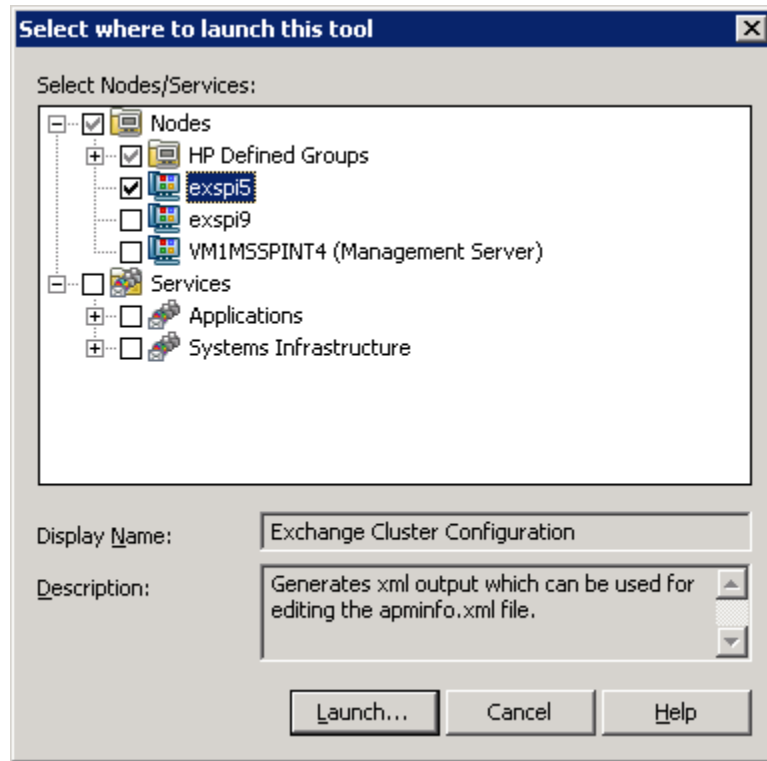 Select where to launch this tool
Select Nodes/Services:
Nodes
HP Defined Groups
exspi5
exspi9
VM1MSSPINT4 (Management Server)
Services
Applications
Systems Infrastructure
Display Name: Exchange Cluster Configuration
Description: Generates xml output which can be used for
editing the apminfo.xml file.
Launch... Cancel Help